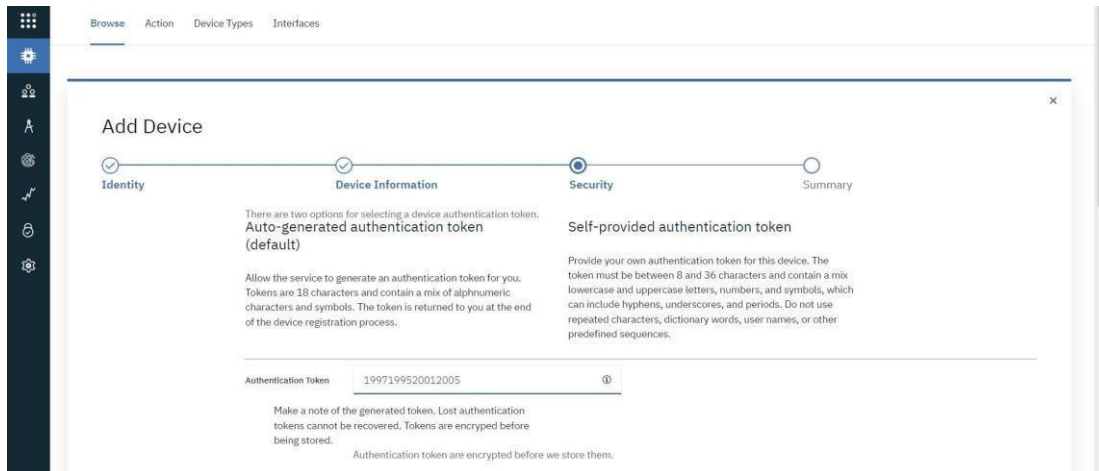 Browse Action Device Types Interfaces
Add Device
Identity Device Information Security Summary
There are two options for selecting a device authentication token.
Auto-generated authentication token
(default)
Allow the service to generate an authentication token for you.
Tokens are 18 characters and contain a mix of alphnumeric
characters and symbols. The token is returned to you at the end
of the device registration process.
Self-provided authentication token
Provide your own authentication token for this device. The
token must be between 8 and 36 characters and contain a mix
lowercase and uppercase letters, numbers, and symbols, which
can include hyphens, underscores, and periods. Do not use
repeated characters, dictionary words, user names, or other
predefined sequences.
Authentication Token 1997199520012005
Make a note of the generated token. Lost authentication
tokens cannot be recovered. Tokens are encryped before
being stored.
Authentication token are encrypted before we store them.